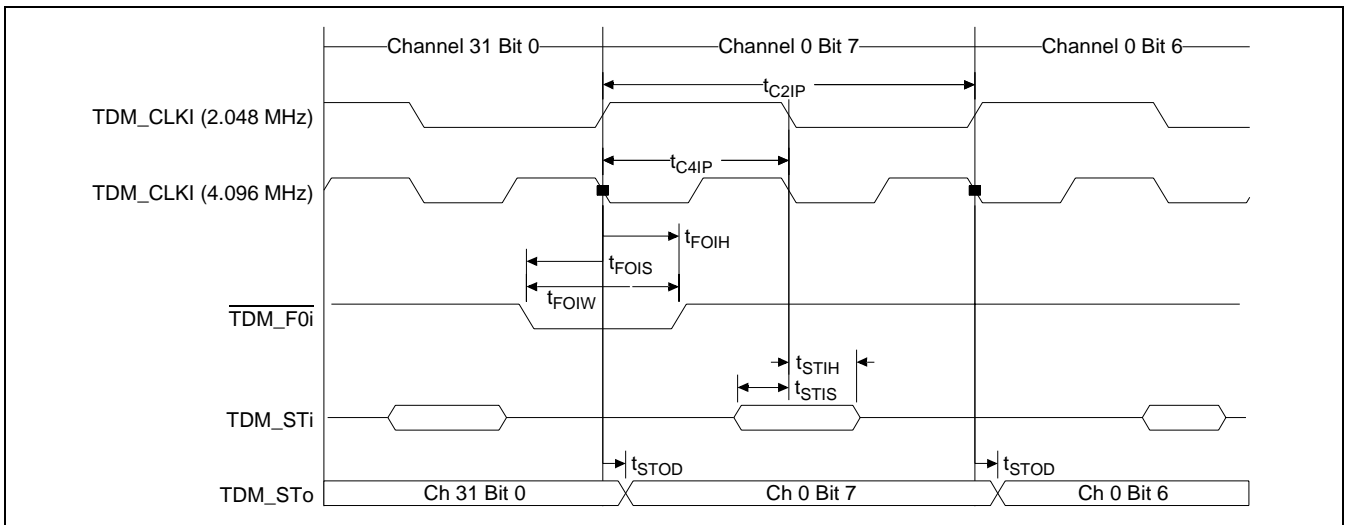 Channel 31 Bit 0 Channel 0 Bit 7 Channel 0 Bit 6
tC2IP
TDM_CLKI (2.048 MHz)
tC4IP
TDM_CLKI (4.096 MHz)
tFOIH
tFOIS
tFOIW
TDM_F0i
tSTIH
tSTIS
TDM_STi
tSTOD tSTOD
TDM_STo Ch 31 Bit 0 Ch 0 Bit 7 Ch 0 Bit 6